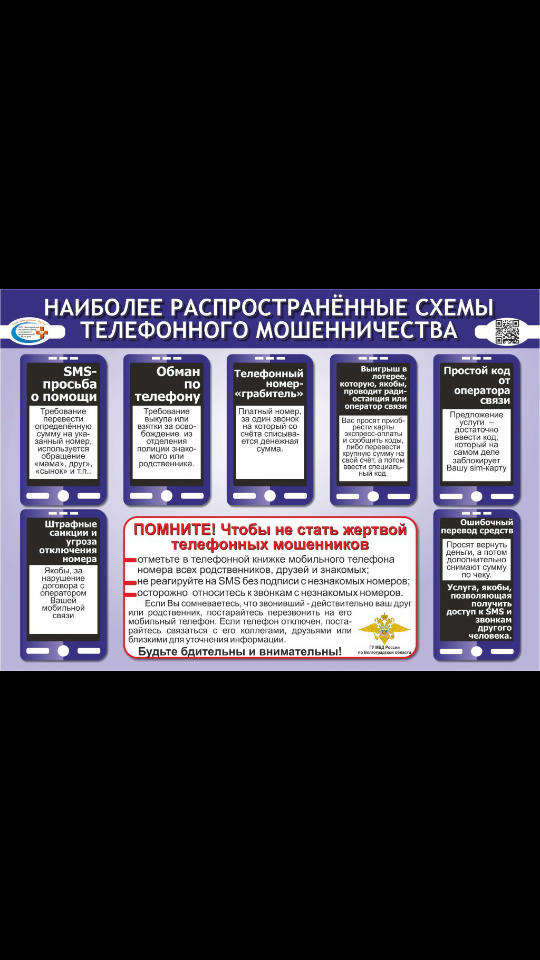 НАИБОЛЕЕ РАСПРОСТРАНЁННЫЕ СХЕМЫ
ТЕЛЕФОННОГО МОШЕННИЧЕСТВА
SMS-
просьба
о помощи
Требование
перевести
определённую
сумму на ука-
занный номер,
используется
обращение
«мама», друг»,
«сынок» и т.п..
Обман
по
телефону
Требование
выкупа или
взятки за осво-
бождение из
отделения
полиции знако-
мого или
родственника.
Телефонный
номер-
«грабитель»
Платный номер,
за один звонок
на который со
счёта списыва-
ется денежная
сумма.
Выигрыш в
лотерее,
которую, якобы,
проводит ради-
останция или
оператор связи
Вас просят приоб-
рести карты
экспресс-оплаты
и сообщить коды,
либо перевести
крупную сумму на
свой счёт, а потом
ввести специаль-
ный код.
Простой код
от
оператора
связи
Предложение
услуги –
достаточно
ввести код,
который на
самом деле
заблокирует
Вашу sim-карту
Штрафные
санкции и
угроза
отключения
номера
Якобы, за
нарушение
договора с
оператором
Вашей
мобильной
связи
ПОМНИТЕ! Чтобы не стать жертвой
телефонных мошенников
отметьте в телефонной книжке мобильного телефона
номера всех родственников, друзей и знакомых;
не реагируйте на SMS без подписи с незнакомых номеров;
осторожно относитесь к звонкам с незнакомых номеров.
Если Вы сомневаетесь, что звонивший - действительно ваш друг
или родственник, постарайтесь перезвонить на его
мобильный телефон. Если телефон отключен, поста-
райтесь связаться с его коллегами, друзьями или
близкими для уточнения информации.
Будьте бдительны и внимательны!
ГУ МВД России
по Волгоградской области
Ошибочный
перевод средств
Просят вернуть
деньги, а потом
дополнительно
снимают сумму
по чеку.
Услуга, якобы,
позволяющая
получить
доступ к SMS и
звонкам
другого
человека.